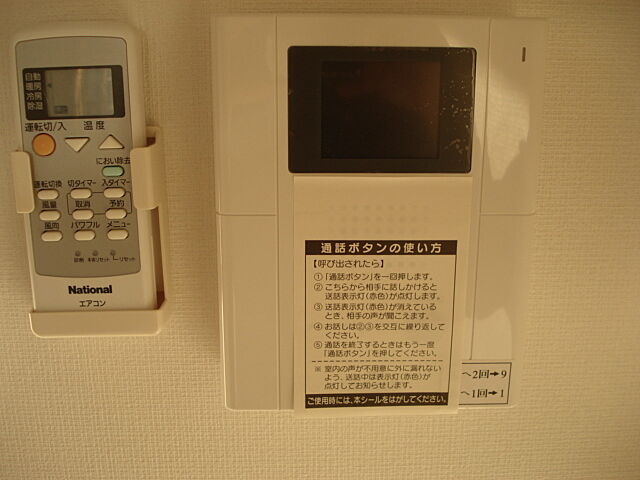 自動
暖房
冷房
除湿
運転切/入 温度
におい除去
運転切換 切タイマー 入タイマー
風量 取消 予約
風向 パワフル メニュー
診断 本体リセット リセット
National
エアコン
通話ボタンの使い方
【呼び出されたら】
①「通話ボタン」を一回押します。
②こちらから相手に話しかけると
送話表示灯(赤色)が点灯します。
③送話表示灯(赤色)が消えている
とき、相手の声が聞こえます。
④お話しは②③を交互に繰り返して
ください。
⑤通話を終了するときはもう一度
「通話ボタン」を押してください。
※室内の声が不用意に外に漏れない
よう、送話中は表示灯(赤色)が
点灯してお知らせします。
ご使用時には、本シールをはがしてください。
へ2回➔9
へ1回➔1